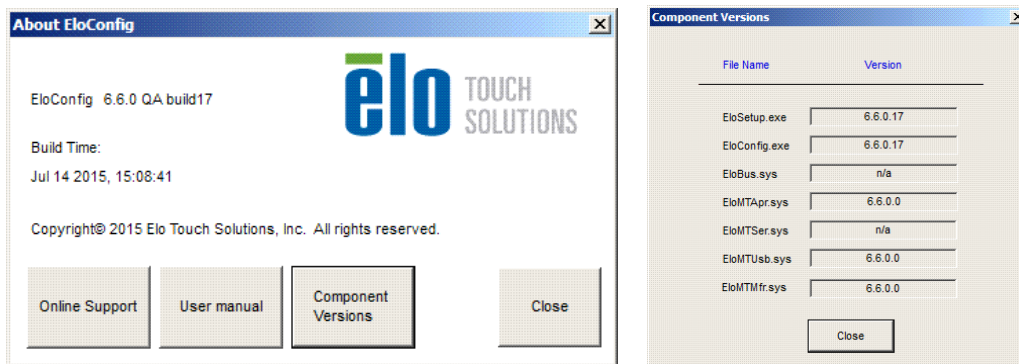 About EloConfig
elo TOUCH
SOLUTIONS
EloConfig 6.6.0 QA build17
Build Time:
Jul 14 2015, 15:08:41
Copyright© 2015 Elo Touch Solutions, Inc. All rights reserved.
Online Support
User manual
Component
Versions
Close
Component Versions
File Name Version
EloSetup.exe 6.6.0.17
EloConfig.exe 6.6.0.17
EloBus.sys n/a
EloMTApr.sys 6.6.0.0
EloMTSer.sys n/a
EloMTUsb.sys 6.6.0.0
EloMTMfr.sys 6.6.0.0
Close